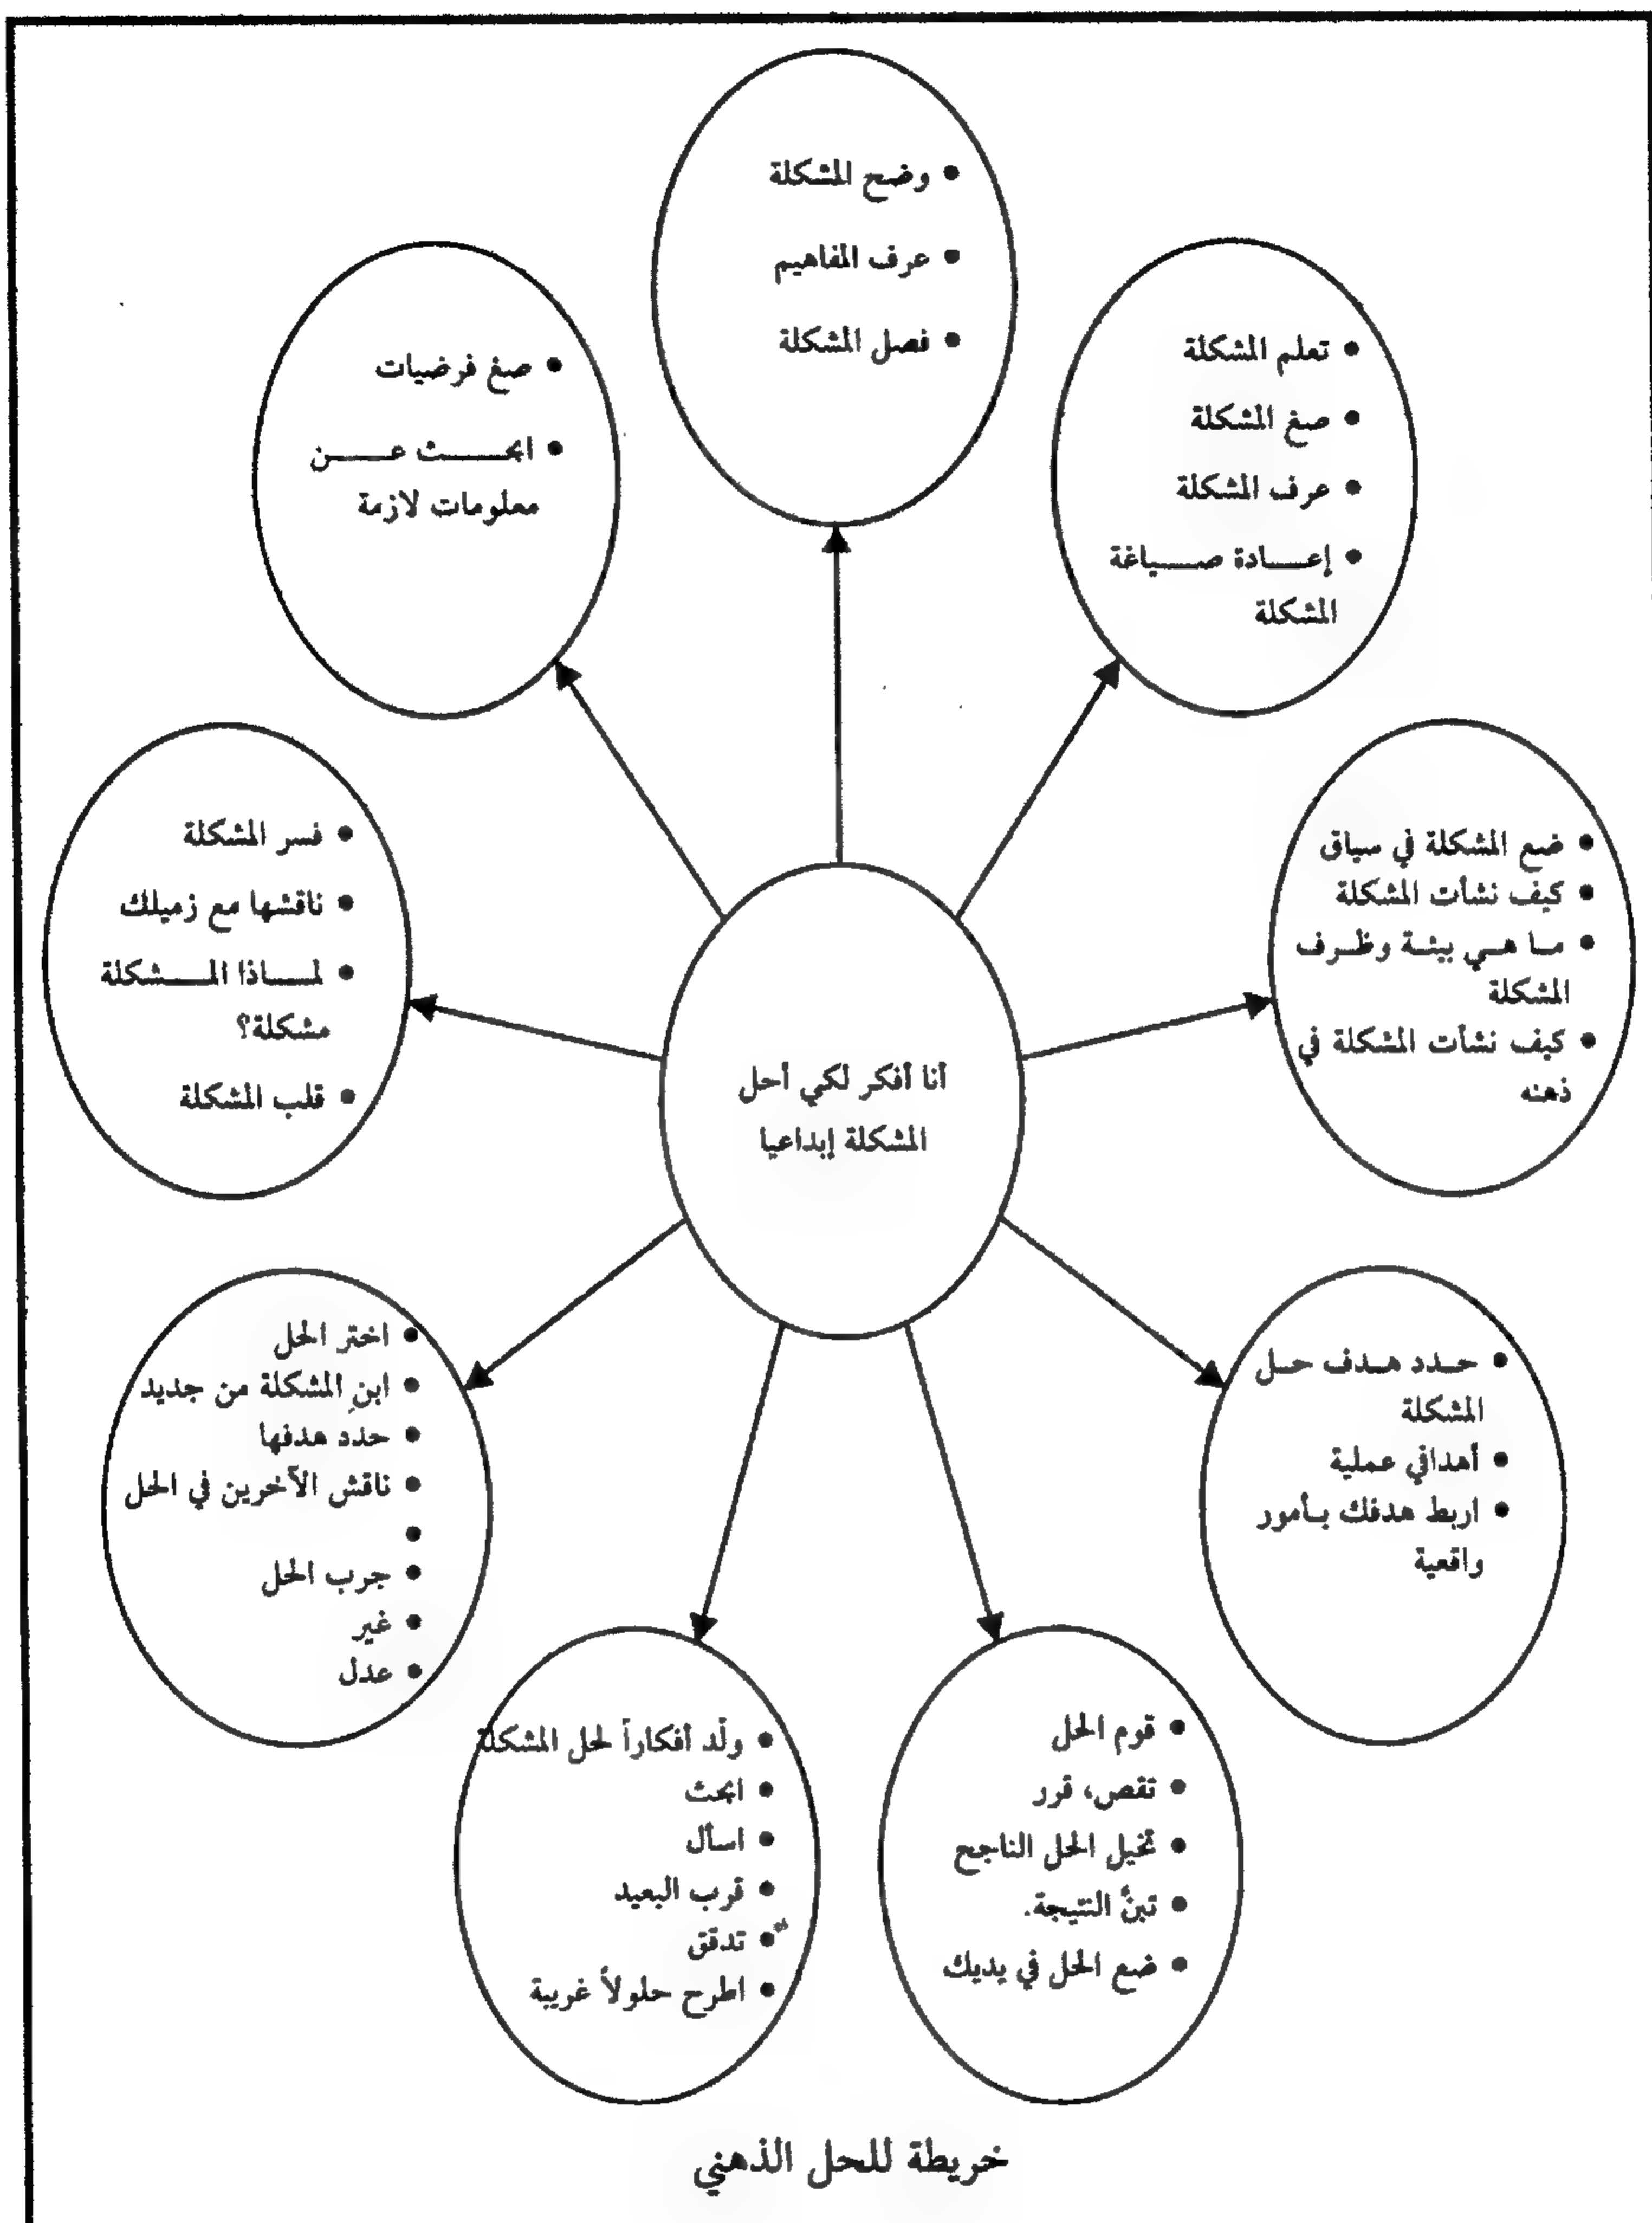 • وضح المشكلة
• عرف المفاهيم
• فصل المشكلة
• تعلم المشكلة
• صغ المشكلة
• عرف المشكلة
• إعادة صياغة
المشكلة
• صغ فرضيات
• ابحث عن
معلومات لازمة
• ضع المشكلة في سياق
• كيف نشأت المشكلة
• ما هي بيئة وظرف
المشكلة
• كيف نشأت المشكلة في
ذهنه
• فسر المشكلة
• ناقشها مع زميلك
• لماذا المشكلة
مشكلة؟
• قلب المشكلة
أنا أفكر لكي أحل
المشكلة إبداعيا
• حدد هدف حل
المشكلة
• أهدافي عملية
• اربط هدفك بأمور
واقعية
• اختر الحل
• ابنِ المشكلة من جديد
• حدد هدفها
• ناقش الآخرين في الحل
•
• جرب الحل
• غير
• عدل
• قوم الحل
• تقص، قرر
• تخيل الحل الناجح
• تبنَّ النتيجة.
• ضع الحل في يديك
• ولّد أفكاراً لحل المشكلة
• ابحث
• اسأل
• قرب البعيد
• تدقق
• اطرح حلولاً غريبة
خريطة للحل الذهني